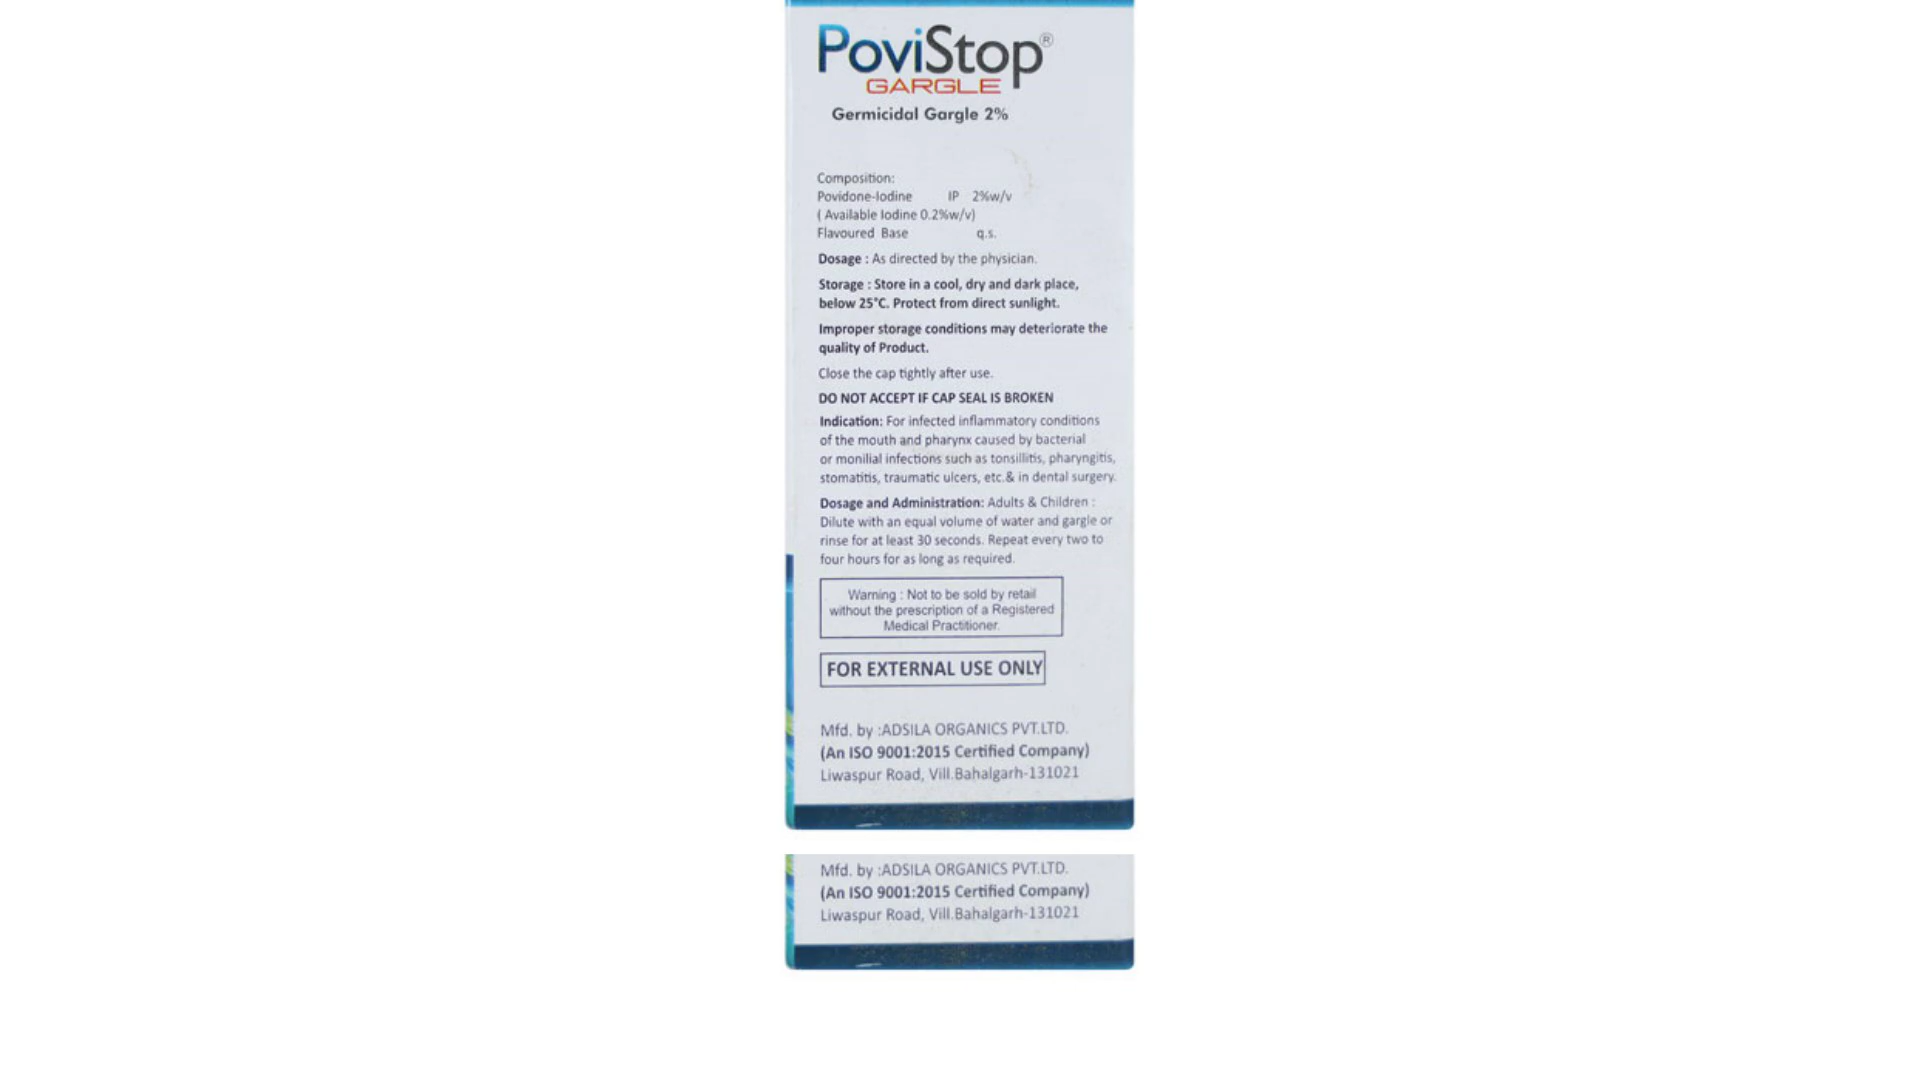 PoviStop®
GARGLE
Germicidal Gargle 2%
Composition:
Povidone-Iodine IP 2%w/v
( Available Iodine 0.2%w/v)
Flavoured Base q.s.
Dosage : As directed by the physician.
Storage : Store in a cool, dry and dark place,
below 25°C. Protect from direct sunlight.
Improper storage conditions may deteriorate the
quality of Product.
Close the cap tightly after use.
DO NOT ACCEPT IF CAP SEAL IS BROKEN
Indication: For infected inflammatory conditions
of the mouth and pharynx caused by bacterial
or monilial infections such as tonsillitis, pharyngitis,
stomatitis, traumatic ulcers, etc.& in dental surgery.
Dosage and Administration: Adults & Children :
Dilute with an equal volume of water and gargle or
rinse for at least 30 seconds. Repeat every two to
four hours for as long as required.
Warning : Not to be sold by retail
without the prescription of a Registered
Medical Practitioner.
FOR EXTERNAL USE ONLY
Mfd. by :ADSILA ORGANICS PVT.LTD.
(An ISO 9001:2015 Certified Company)
Liwaspur Road, Vill.Bahalgarh-131021
Mfd. by :ADSILA ORGANICS PVT.LTD.
(An ISO 9001:2015 Certified Company)
Liwaspur Road, Vill.Bahalgarh-131021